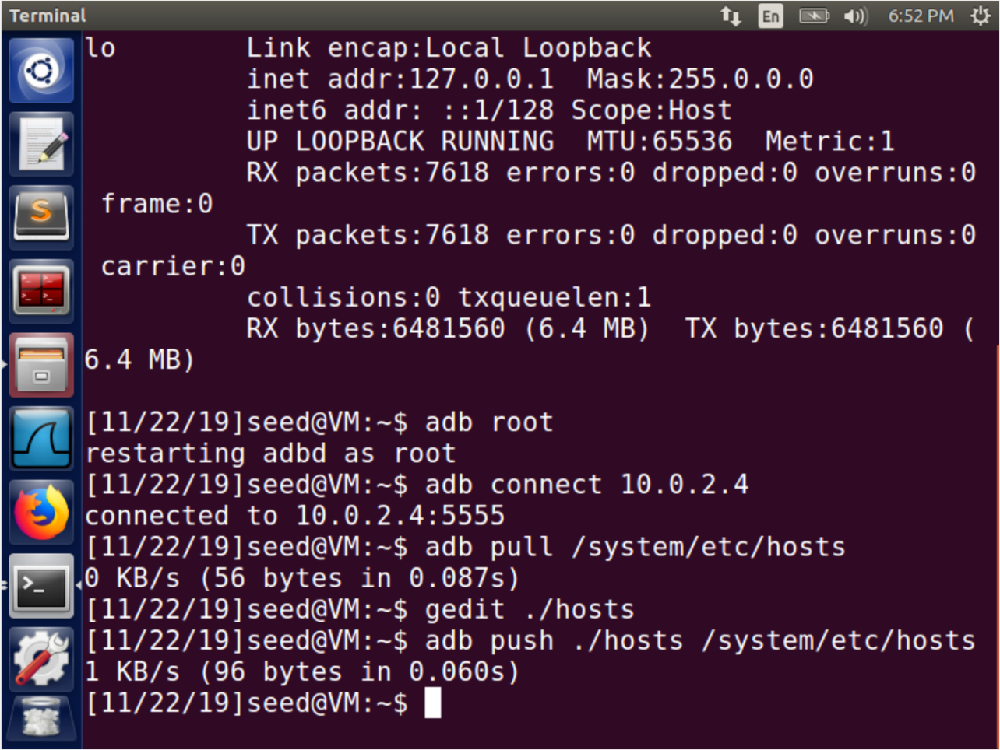 Terminal
En
6:52 PM
lo        Link encap:Local Loopback
          inet addr:127.0.0.1  Mask:255.0.0.0
          inet6 addr: ::1/128 Scope:Host
          UP LOOPBACK RUNNING  MTU:65536  Metric:1
          RX packets:7618 errors:0 dropped:0 overruns:0
 frame:0
          TX packets:7618 errors:0 dropped:0 overruns:0
 carrier:0
          collisions:0 txqueuelen:1
          RX bytes:6481560 (6.4 MB)  TX bytes:6481560 (
6.4 MB)
[11/22/19]seed@VM:~$ adb root
restarting adbd as root
[11/22/19]seed@VM:~$ adb connect 10.0.2.4
connected to 10.0.2.4:5555
[11/22/19]seed@VM:~$ adb pull /system/etc/hosts
0 KB/s (56 bytes in 0.087s)
[11/22/19]seed@VM:~$ gedit ./hosts
[11/22/19]seed@VM:~$ adb push ./hosts /system/etc/hosts
1 KB/s (96 bytes in 0.060s)
[11/22/19]seed@VM:~$